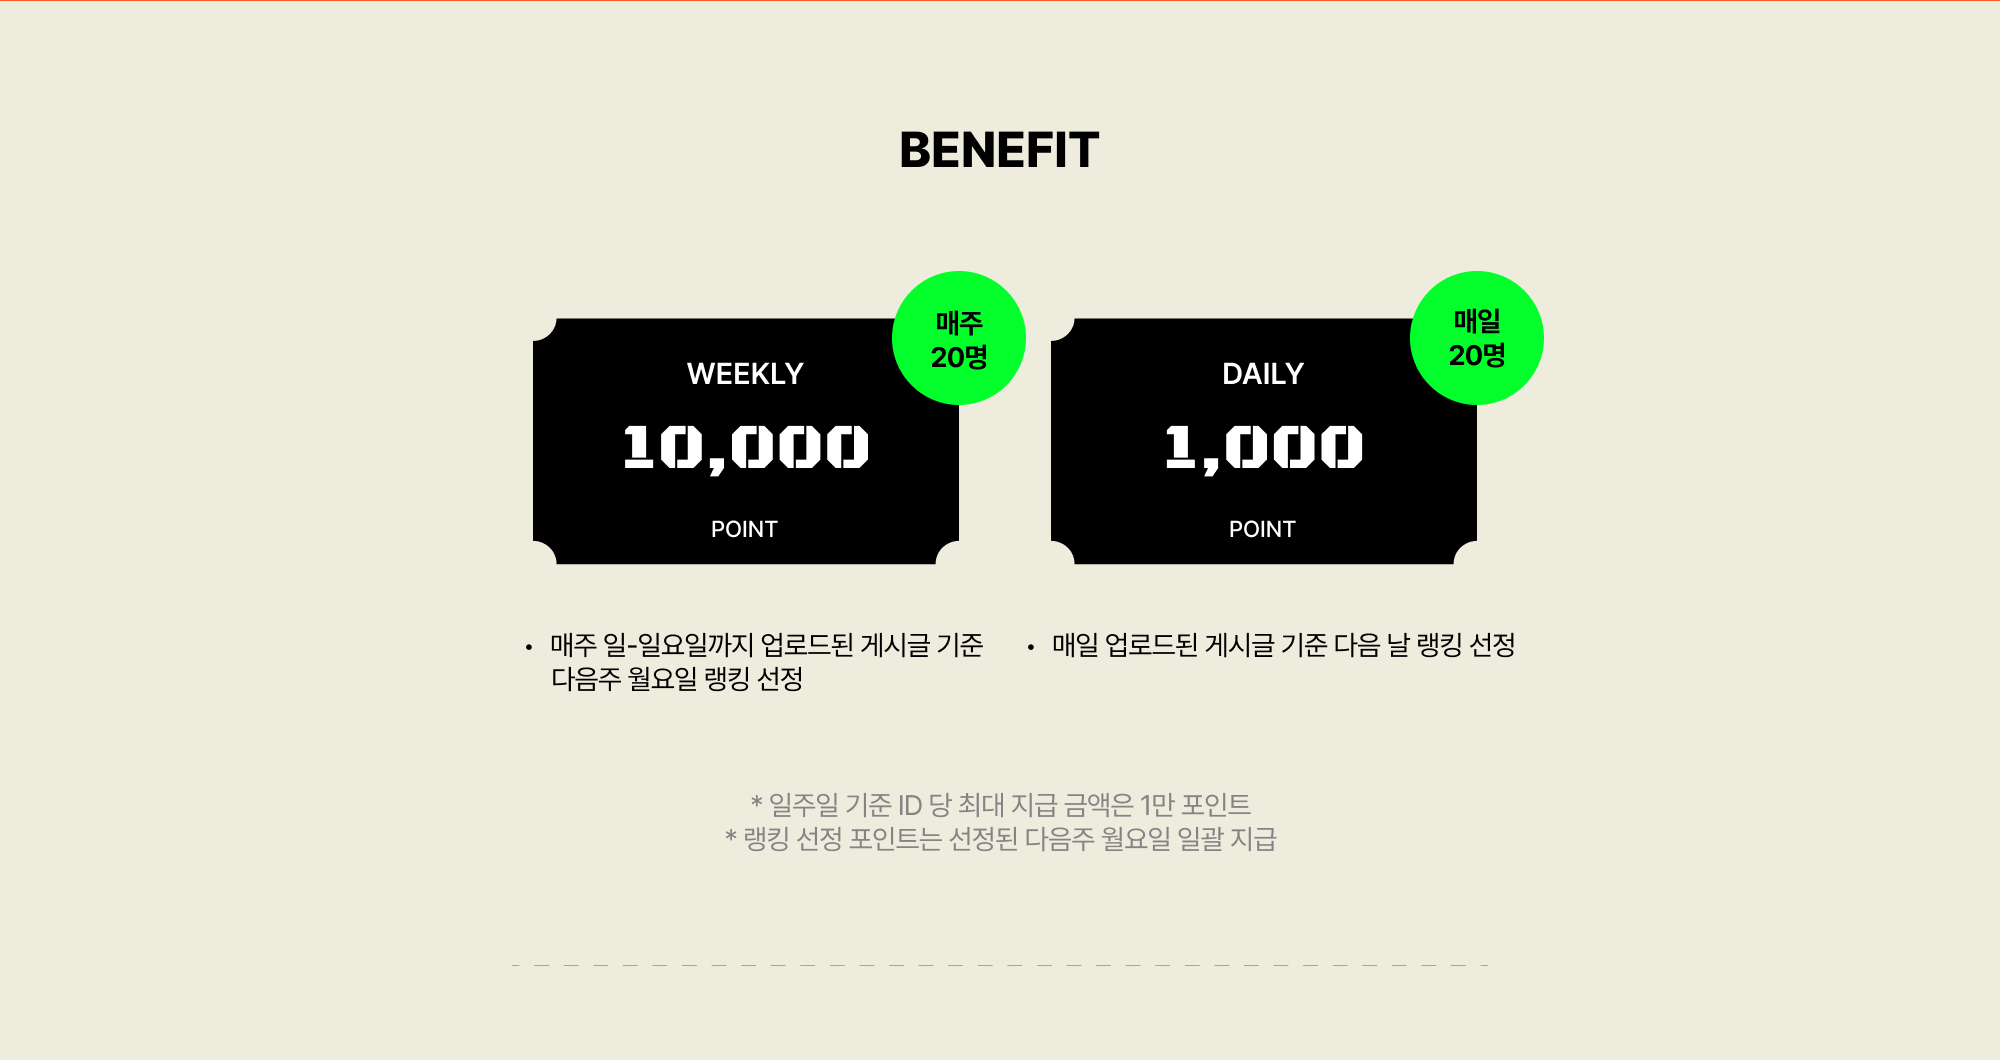 BENEFIT
매주
20명
WEEKLY
10,000
POINT
매일
20명
DAILY
1,000
POINT
• 매주 일-일요일까지 업로드된 게시글 기준
다음주 월요일 랭킹 선정
• 매일 업로드된 게시글 기준 다음 날 랭킹 선정
* 일주일 기준 ID 당 최대 지급 금액은 1만 포인트
* 랭킹 선정 포인트는 선정된 다음주 월요일 일괄 지급